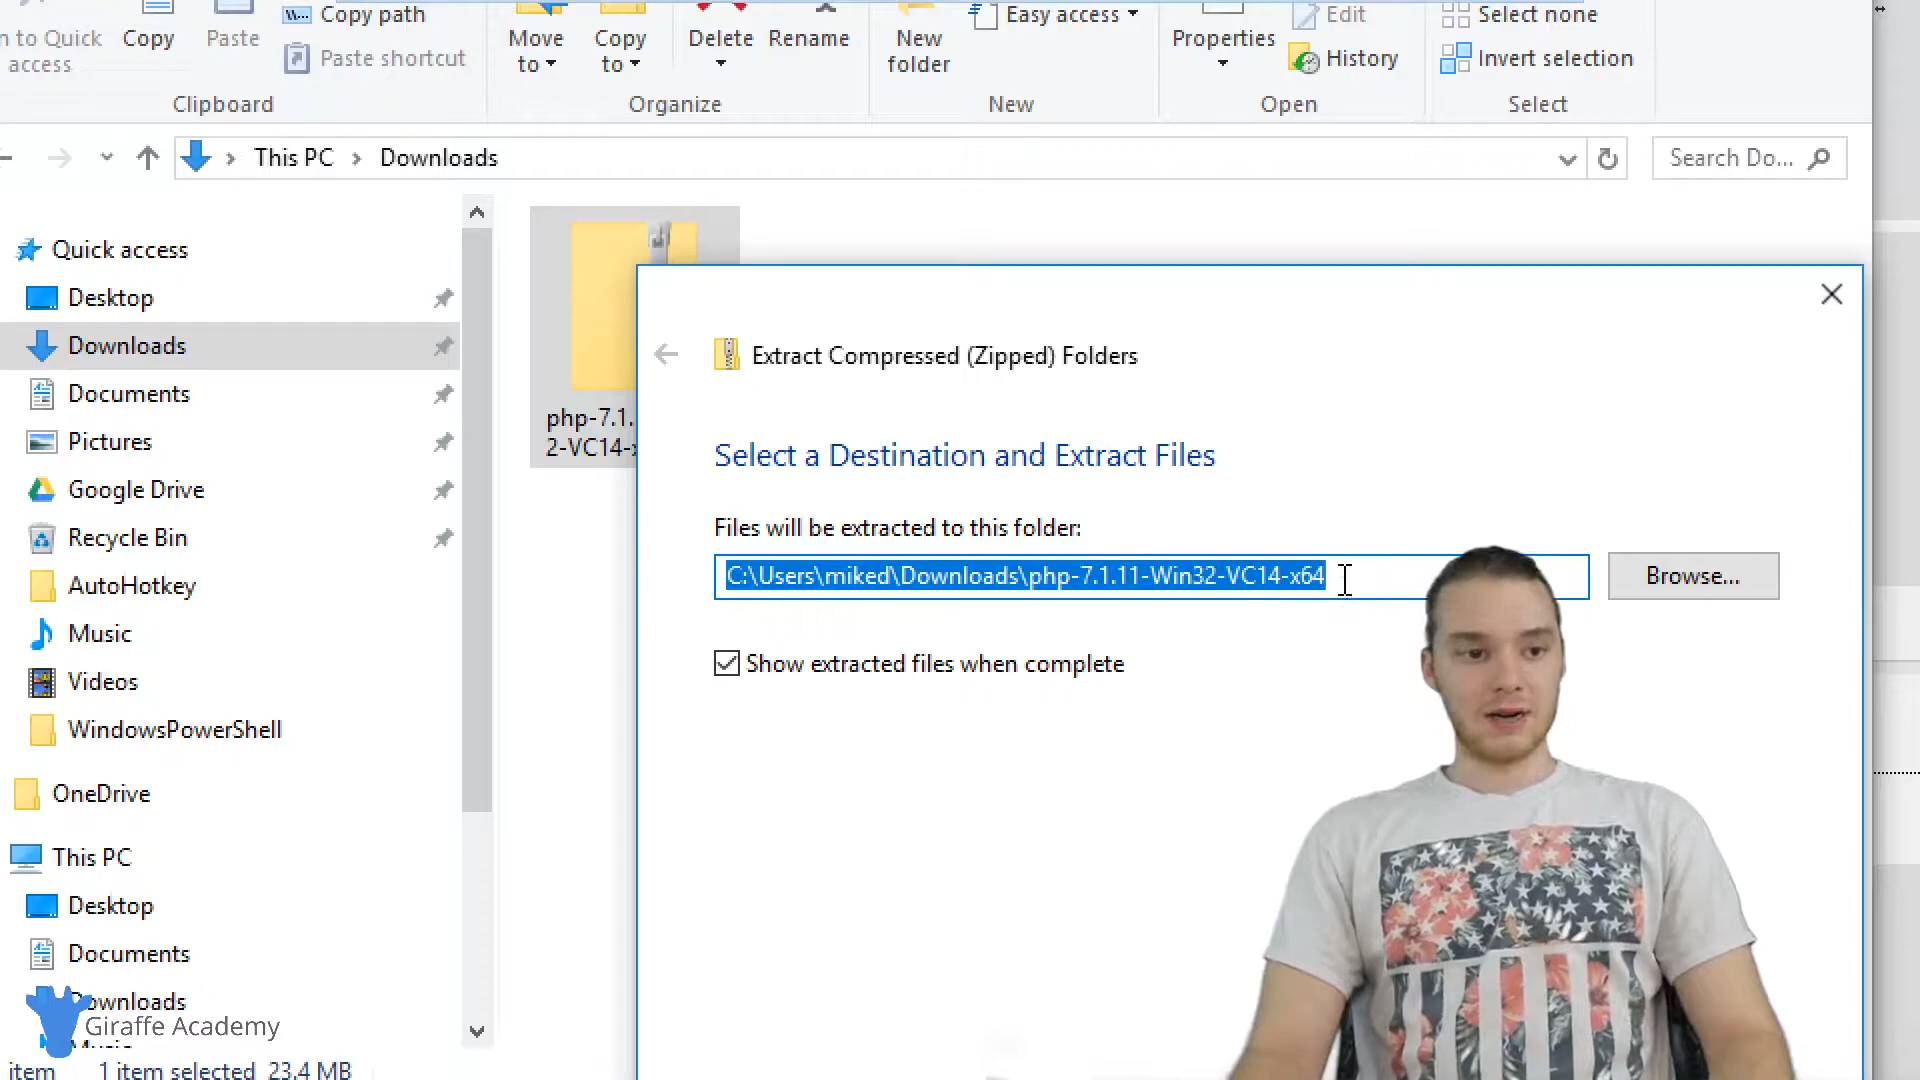 Copy path
n to Quick access
Copy
Paste
Paste shortcut
Move to
Copy to
Delete
Rename
New folder
Easy access
Properties
Edit
History
Select none
Invert selection
Clipboard
Organize
New
Open
Select
This PC
Downloads
Search Do...
Quick access
Desktop
Downloads
Documents
Pictures
Google Drive
Recycle Bin
AutoHotkey
Music
Videos
WindowsPowerShell
OneDrive
This PC
Desktop
Documents
ownloads
Giraffe Academy
item
1 item selected 23.4 MB
php-7.1.
2-VC14-x
Extract Compressed (Zipped) Folders
Select a Destination and Extract Files
Files will be extracted to this folder:
C:\Users\miked\Downloads\php-7.1.11-Win32-VC14-x64
Browse...
Show extracted files when complete